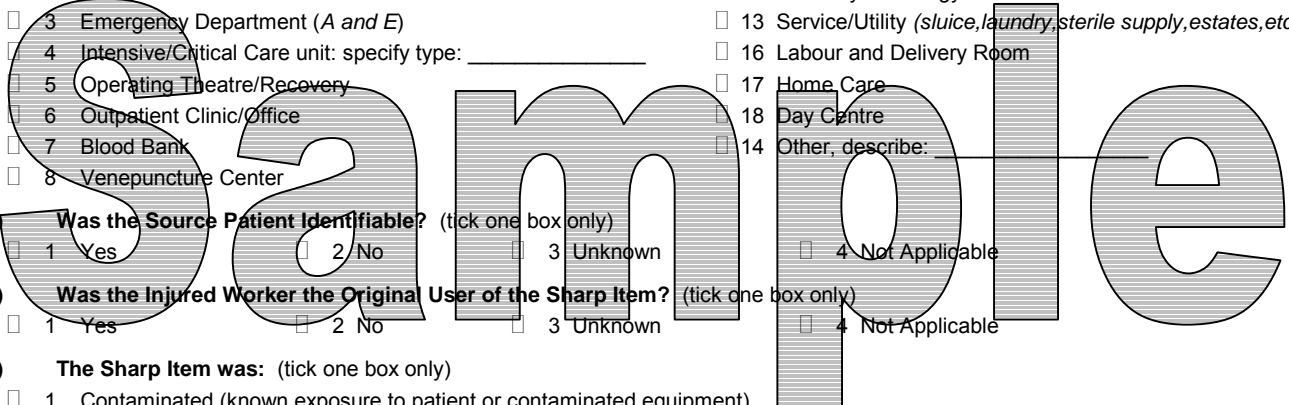 3 Emergency Department (A and E)
4 Intensive/Critical Care unit: specify type: ________________
5 Operating Theatre/Recovery
6 Outpatient Clinic/Office
7 Blood Bank
8 Venepuncture Center
13 Service/Utility (sluice,laundry,sterile supply,estates,etc
16 Labour and Delivery Room
17 Home Care
18 Day Centre
14 Other, describe: ____________________
Was the Source Patient Identifiable? (tick one box only)
1 Yes 2 No 3 Unknown 4 Not Applicable
Was the Injured Worker the Original User of the Sharp Item? (tick one box only)
1 Yes 2 No 3 Unknown 4 Not Applicable
The Sharp Item was: (tick one box only)
1 Contaminated (known exposure to patient or contaminated equipment)
Sample